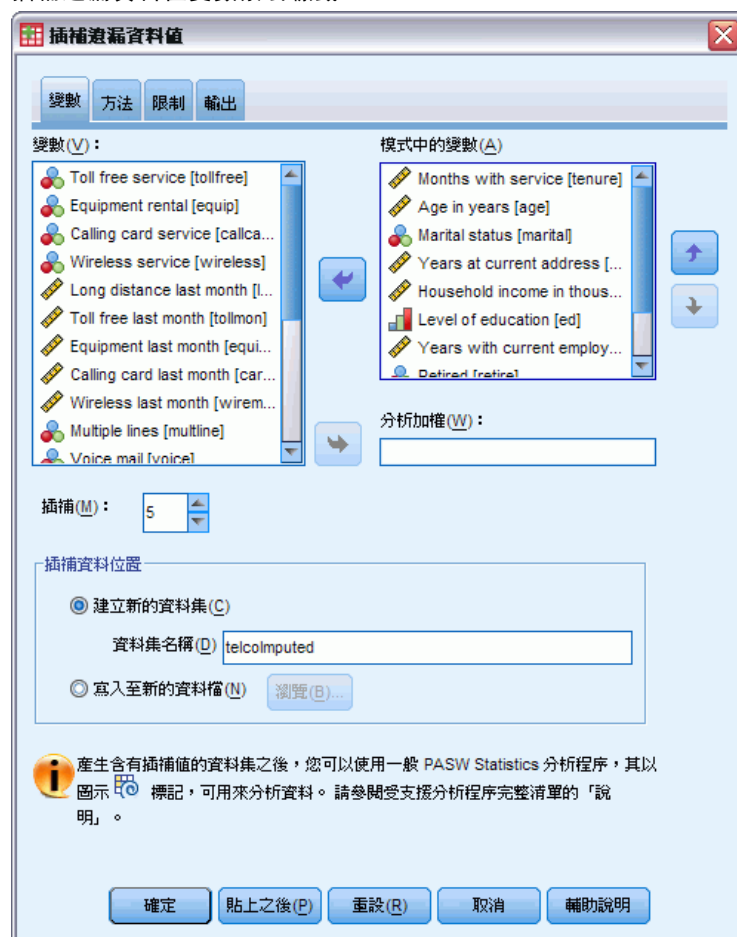 插補遺漏資料值
變數 方法 限制 輸出
變數(V)：
Toll free service [tollfree]
Equipment rental [equip]
Calling card service [callca...
Wireless service [wireless]
Long distance last month [l...
Toll free last month [tollmon]
Equipment last month [equi...
Calling card last month [car...
Wireless last month [wirem...
Multiple lines [multline]
Voice mail [voice]
模式中的變數(A)
Months with service [tenure]
Age in years [age]
Marital status [marital]
Years at current address [...
Household income in thous...
Level of education [ed]
Years with current employ...
Retired [retire]
分析加權(W)：
插補(M)： 5
插補資料位置
建立新的資料集(C)
資料集名稱(D) telcoImputed
寫入至新的資料檔(N) 瀏覽(B)...
產生含有插補值的資料集之後，您可以使用一般 PASW Statistics 分析程序，其以
圖示 標記，可用來分析資料。請參閱受支援分析程序完整清單的「說
明」。
確定 貼上之後(P) 重設(R) 取消 輔助說明